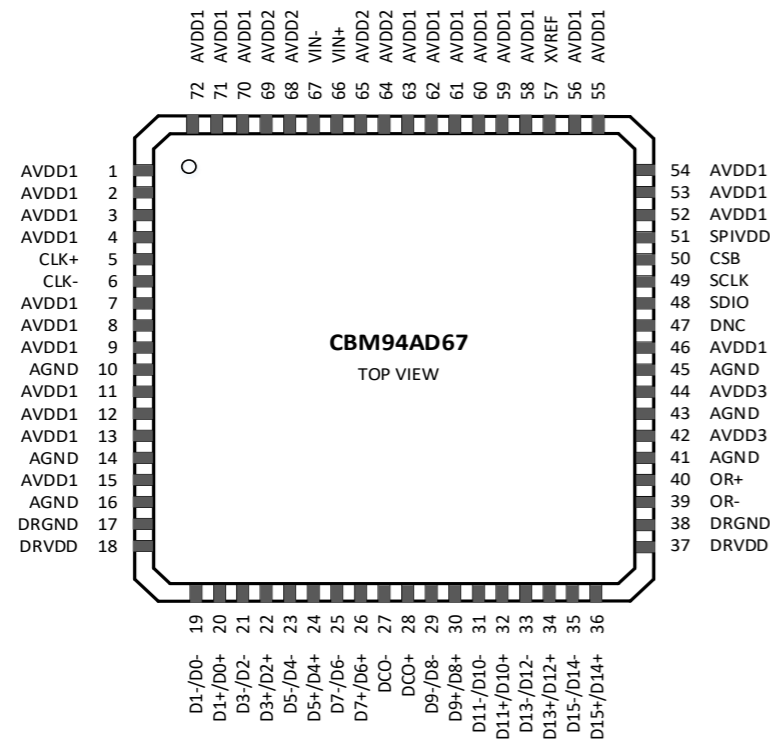 72 AVDD1
71 AVDD1
70 AVDD1
69 AVDD2
68 AVDD2
67 VIN-
66 VIN+
65 AVDD2
64 AVDD2
63 AVDD1
62 AVDD1
61 AVDD1
60 AVDD1
59 AVDD1
58 AVDD1
57 XVREF
56 AVDD1
55 AVDD1
AVDD1 1
AVDD1 2
AVDD1 3
AVDD1 4
CLK+ 5
CLK- 6
AVDD1 7
AVDD1 8
AVDD1 9
AGND 10
AVDD1 11
AVDD1 12
AVDD1 13
AGND 14
AVDD1 15
AGND 16
DRGND 17
DRVDD 18
CBM94AD67
TOP VIEW
54 AVDD1
53 AVDD1
52 AVDD1
51 SPIVDD
50 CSB
49 SCLK
48 SDIO
47 DNC
46 AVDD1
45 AGND
44 AVDD3
43 AGND
42 AVDD3
41 AGND
40 OR+
39 OR-
38 DRGND
37 DRVDD
D1-/D0- 19
D1+/D0+ 20
D3-/D2- 21
D3+/D2+ 22
D5-/D4- 23
D5+/D4+ 24
D7-/D6- 25
D7+/D6+ 26
DCO- 27
DCO+ 28
D9-/D8- 29
D9+/D8+ 30
D11-/D10- 31
D11+/D10+ 32
D13-/D12- 33
D13+/D12+ 34
D15-/D14- 35
D15+/D14+ 36